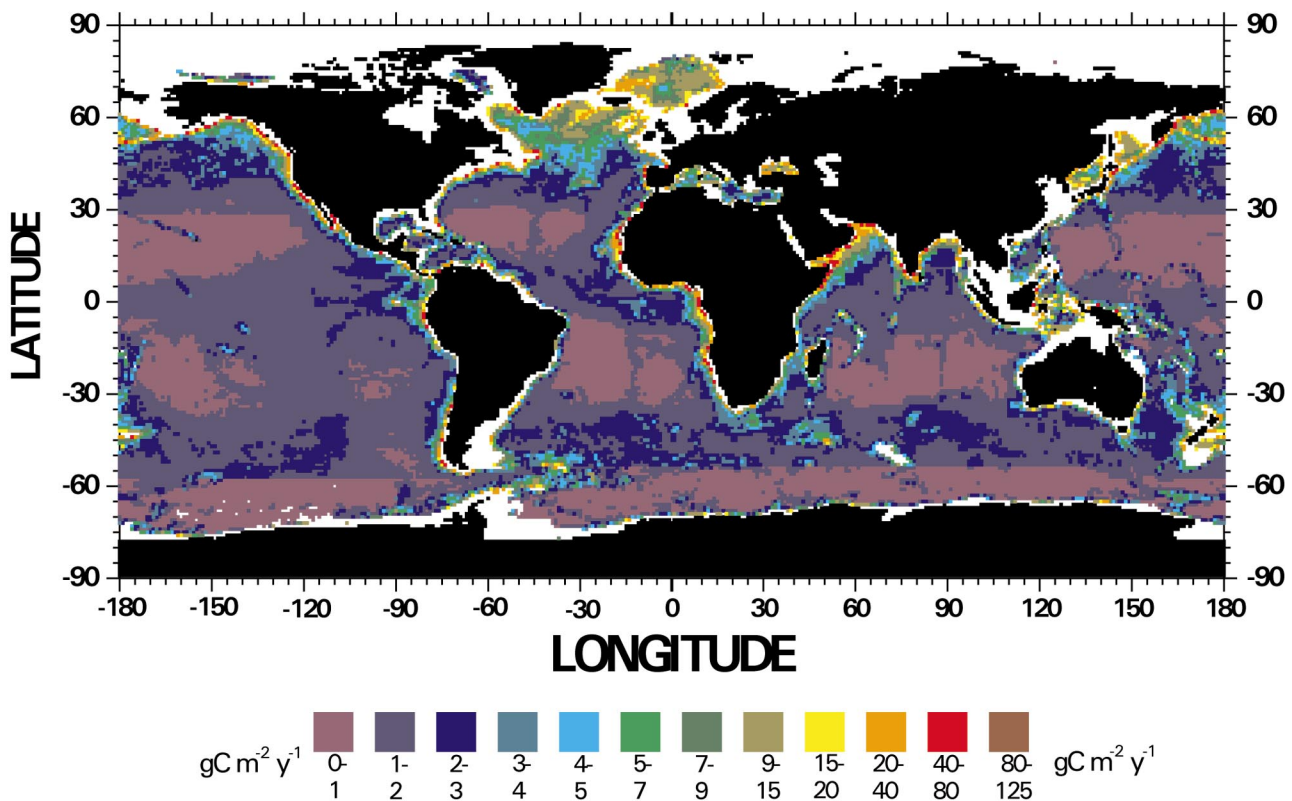 90 90
60 60
30 30
0 0
-30 -30
-60 -60
-90 -90
LATITUDE
-180 -150 -120 -90 -60 -30 0 30 60 90 120 150 180
LONGITUDE
gC m⁻² y⁻¹ 0- 1- 2- 3- 4- 5- 7- 9- 15- 20- 40- 80- gC m⁻² y⁻¹
1 2 3 4 5 7 9 15 20 40 80 125